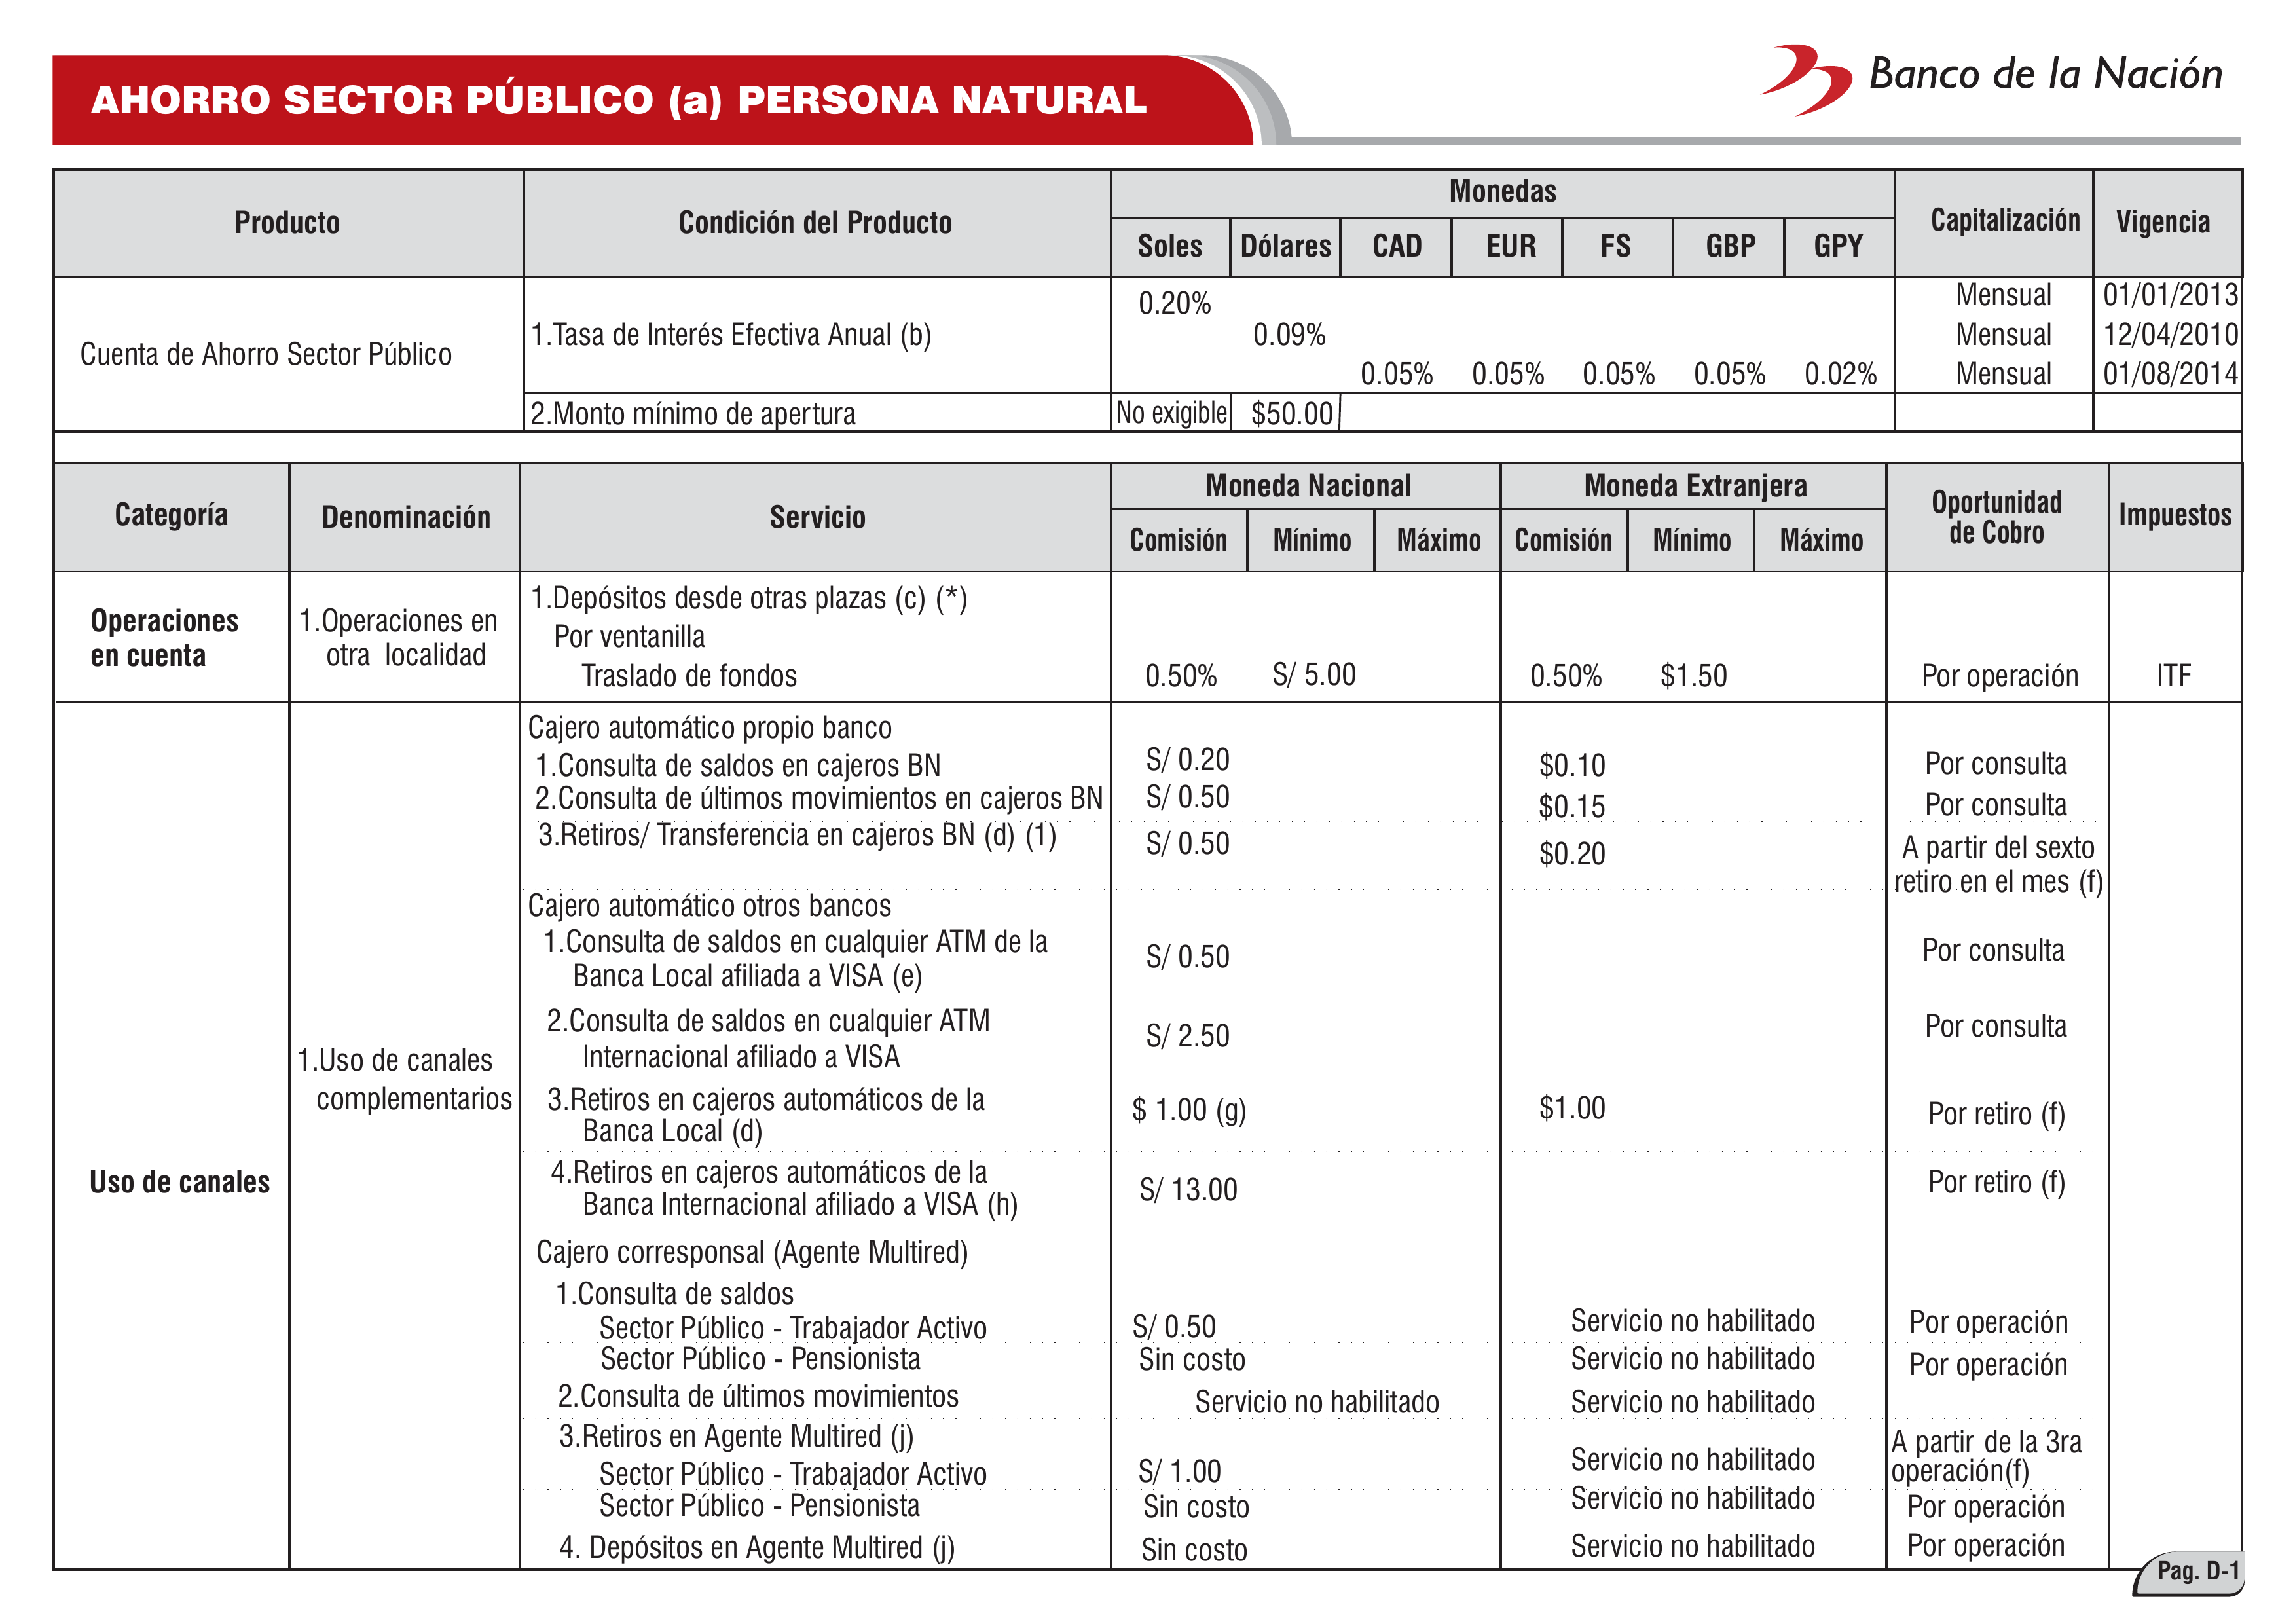 AHORRO SECTOR PÚBLICO (a) PERSONA NATURAL
Banco de la Nación
Producto
Condición del Producto
Monedas
Capitalización
Vigencia
Soles Dólares CAD EUR FS GBP GPY
Cuenta de Ahorro Sector Público
1.Tasa de Interés Efectiva Anual (b)
0.20% Mensual 01/01/2013
0.09% Mensual 12/04/2010
0.05% 0.05% 0.05% 0.05% 0.02% Mensual 01/08/2014
2.Monto mínimo de apertura No exigible $50.00
Categoría
Denominación
Servicio
Moneda Nacional
Moneda Extranjera
Oportunidad
de Cobro
Impuestos
Comisión Mínimo Máximo Comisión Mínimo Máximo
Operaciones
en cuenta
1.Operaciones en
otra localidad
1.Depósitos desde otras plazas (c) (*)
Por ventanilla
Traslado de fondos 0.50% S/ 5.00 0.50% $1.50 Por operación ITF
Uso de canales
1.Uso de canales
complementarios
Cajero automático propio banco
1.Consulta de saldos en cajeros BN S/ 0.20 $0.10 Por consulta
2.Consulta de últimos movimientos en cajeros BN S/ 0.50 $0.15 Por consulta
3.Retiros/ Transferencia en cajeros BN (d) (1) S/ 0.50 $0.20 A partir del sexto
retiro en el mes (f)
Cajero automático otros bancos
1.Consulta de saldos en cualquier ATM de la
Banca Local afiliada a VISA (e) S/ 0.50 Por consulta
2.Consulta de saldos en cualquier ATM
Internacional afiliado a VISA S/ 2.50 Por consulta
3.Retiros en cajeros automáticos de la
Banca Local (d) $ 1.00 (g) $1.00 Por retiro (f)
4.Retiros en cajeros automáticos de la
Banca Internacional afiliado a VISA (h) S/ 13.00 Por retiro (f)
Cajero corresponsal (Agente Multired)
1.Consulta de saldos
Sector Público - Trabajador Activo S/ 0.50 Servicio no habilitado Por operación
Sector Público - Pensionista Sin costo Servicio no habilitado Por operación
2.Consulta de últimos movimientos Servicio no habilitado Servicio no habilitado
3.Retiros en Agente Multired (j) A partir de la 3ra
Sector Público - Trabajador Activo S/ 1.00 Servicio no habilitado operación(f)
Sector Público - Pensionista Sin costo Servicio no habilitado Por operación
4. Depósitos en Agente Multired (j) Sin costo Servicio no habilitado Por operación
Pag. D-1